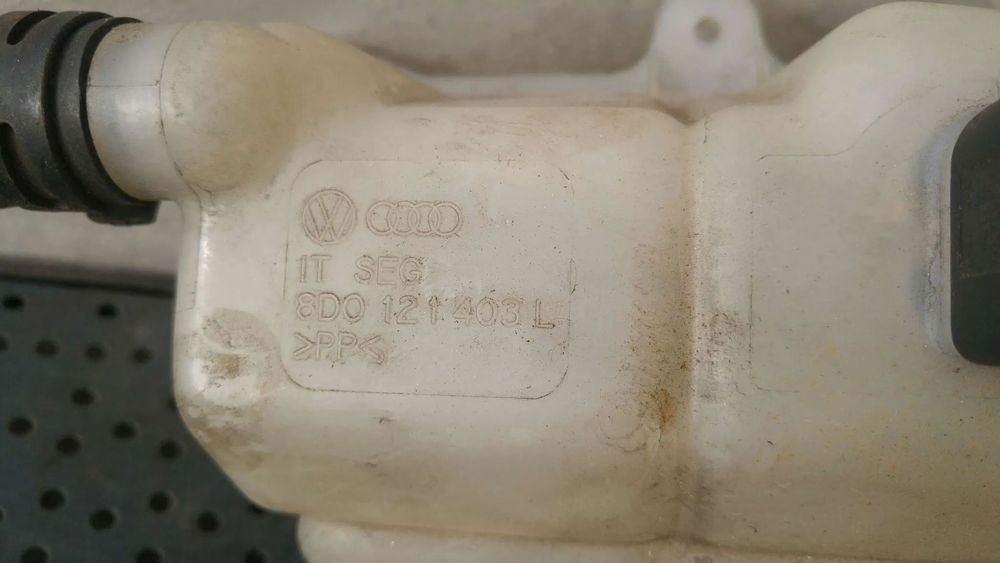 IT SEG
8D0 121 403 L
>PP<